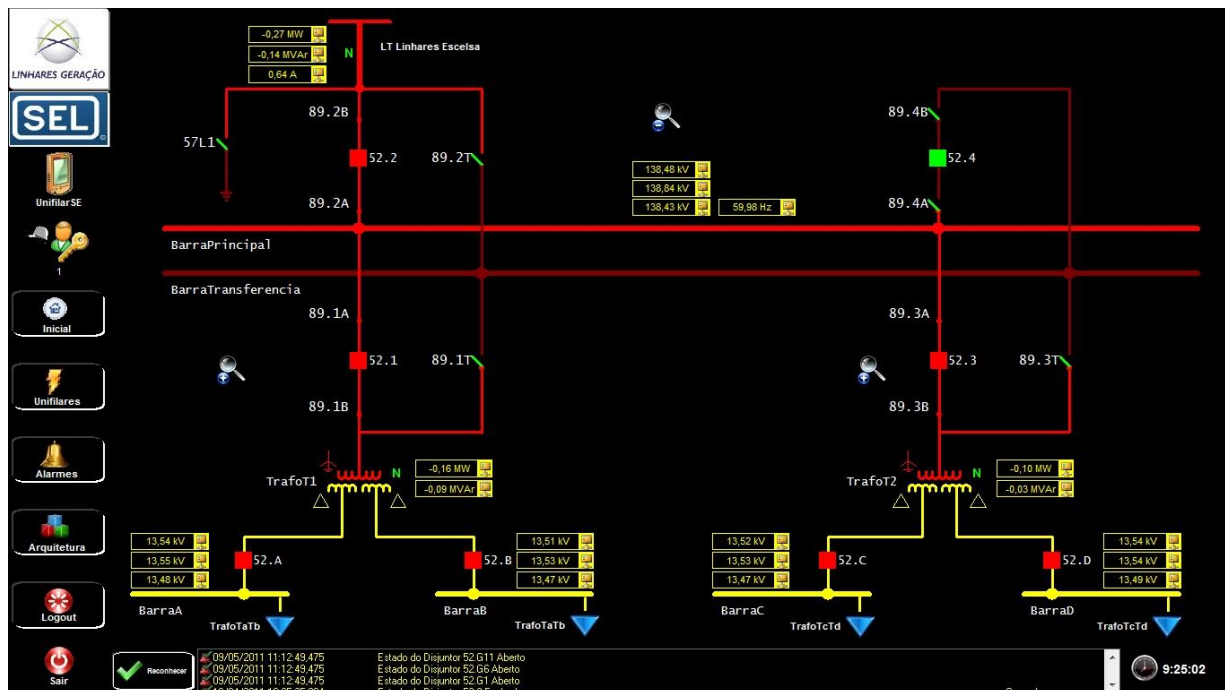 LINHARES GERAÇÃO
SEL
UnifilarSE
1
Inicial
Unifilares
Alarmes
Arquitetura
Logout
Sair
-0,27 MW
-0,14 MVAr
0,64 A
N
LT Linhares Escelsa
89.2B
57L1
52.2
89.2T
89.2A
138,48 kV
138,84 kV
138,43 kV
59,98 Hz
89.4B
52.4
89.4A
BarraPrincipal
BarraTransferencia
89.1A
52.1
89.1T
89.1B
89.3A
52.3
89.3T
89.3B
TrafoT1
N
-0,16 MW
-0,09 MVAr
TrafoT2
N
-0,10 MW
-0,03 MVAr
13,54 kV
13,55 kV
13,48 kV
52.A
BarraA
TrafoTaTb
52.B
13,51 kV
13,53 kV
13,47 kV
BarraB
TrafoTaTb
13,52 kV
13,53 kV
13,47 kV
52.C
BarraC
TrafoTcTd
52.D
13,54 kV
13,54 kV
13,49 kV
BarraD
TrafoTcTd
Reconhecer
09/05/2011 11:12:49,475 Estado do Disjuntor 52.G11 Aberto
09/05/2011 11:12:49,475 Estado do Disjuntor 52.G6 Aberto
09/05/2011 11:12:49,475 Estado do Disjuntor 52.G1 Aberto
9:25:02